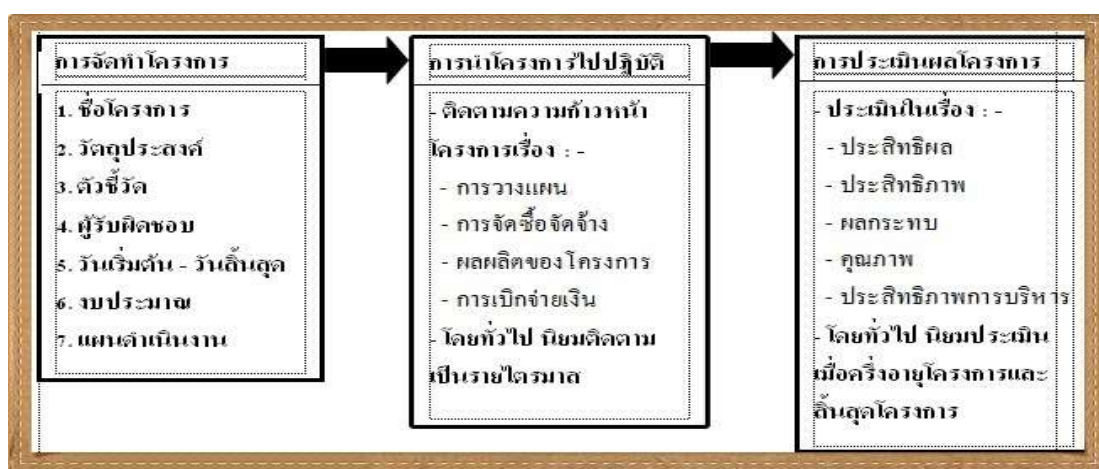 การจัดทำโครงการ
1. ชื่อโครงการ
2. วัตถุประสงค์
3. ตัวชี้วัด
4. ผู้รับผิดชอบ
5. วันเริ่มต้น - วันสิ้นสุด
6. งบประมาณ
7. แผนดำเนินงาน
การนำโครงการไปปฏิบัติ
- ติดตามความก้าวหน้า
โครงการเรื่อง : -
- การวางแผน
- การจัดซื้อจัดจ้าง
- ผลผลิตของโครงการ
- การเบิกจ่ายเงิน
- โดยทั่วไป นิยมติดตาม
เป็นรายไตรมาส
การประเมินผลโครงการ
- ประเมินในเรื่อง : -
- ประสิทธิผล
- ประสิทธิภาพ
- ผลกระทบ
- คุณภาพ
- ประสิทธิภาพการบริหาร
- โดยทั่วไป นิยมประเมิน
เมื่อครึ่งอายุโครงการและ
สิ้นสุดโครงการ